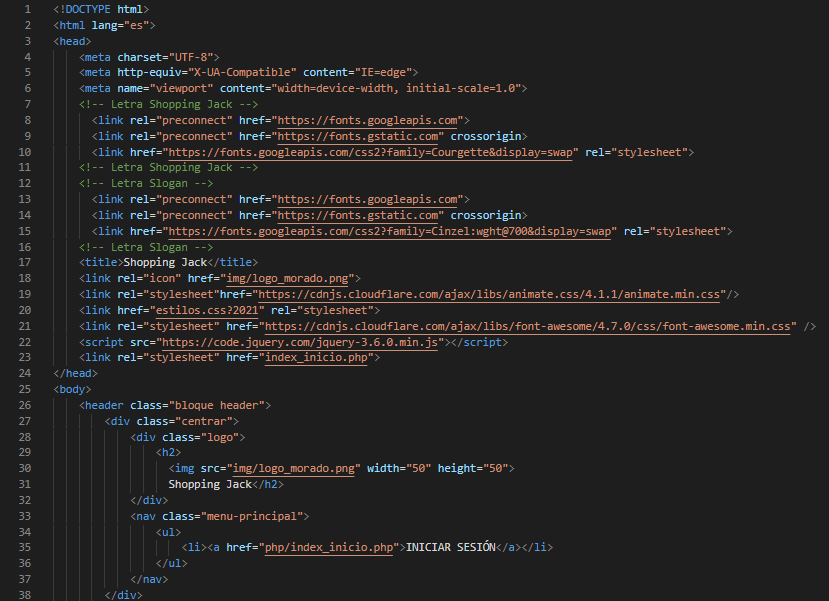 1 <!DOCTYPE html>
2 <html lang="es">
3 <head>
4 <meta charset="UTF-8">
5 <meta http-equiv="X-UA-Compatible" content="IE=edge">
6 <meta name="viewport" content="width=device-width, initial-scale=1.0">
7 <!-- Letra Shopping Jack -->
8 <link rel="preconnect" href="https://fonts.googleapis.com">
9 <link rel="preconnect" href="https://fonts.gstatic.com" crossorigin>
10 <link href="https://fonts.googleapis.com/css2?family=Courgette&display=swap" rel="stylesheet">
11 <!-- Letra Shopping Jack -->
12 <!-- Letra Slogan -->
13 <link rel="preconnect" href="https://fonts.googleapis.com">
14 <link rel="preconnect" href="https://fonts.gstatic.com" crossorigin>
15 <link href="https://fonts.googleapis.com/css2?family=Cinzel:wght@700&display=swap" rel="stylesheet">
16 <!-- Letra Slogan -->
17 <title>Shopping Jack</title>
18 <link rel="icon" href="img/logo_morado.png">
19 <link rel="stylesheet"href="https://cdnjs.cloudflare.com/ajax/libs/animate.css/4.1.1/animate.min.css"/>
20 <link href="estilos.css?2021" rel="stylesheet">
21 <link rel="stylesheet" href="https://cdnjs.cloudflare.com/ajax/libs/font-awesome/4.7.0/css/font-awesome.min.css" />
22 <script src="https://code.jquery.com/jquery-3.6.0.min.js"></script>
23 <link rel="stylesheet" href="index_inicio.php">
24 </head>
25 <body>
26 <header class="bloque header">
27 <div class="centrar">
28 <div class="logo">
29 <h2>
30 <img src="img/logo_morado.png" width="50" height="50">
31 Shopping Jack</h2>
32 </div>
33 <nav class="menu-principal">
34 <ul>
35 <li><a href="php/index_inicio.php">INICIAR SESIÓN</a></li>
36 </ul>
37 </nav>
38 </div>